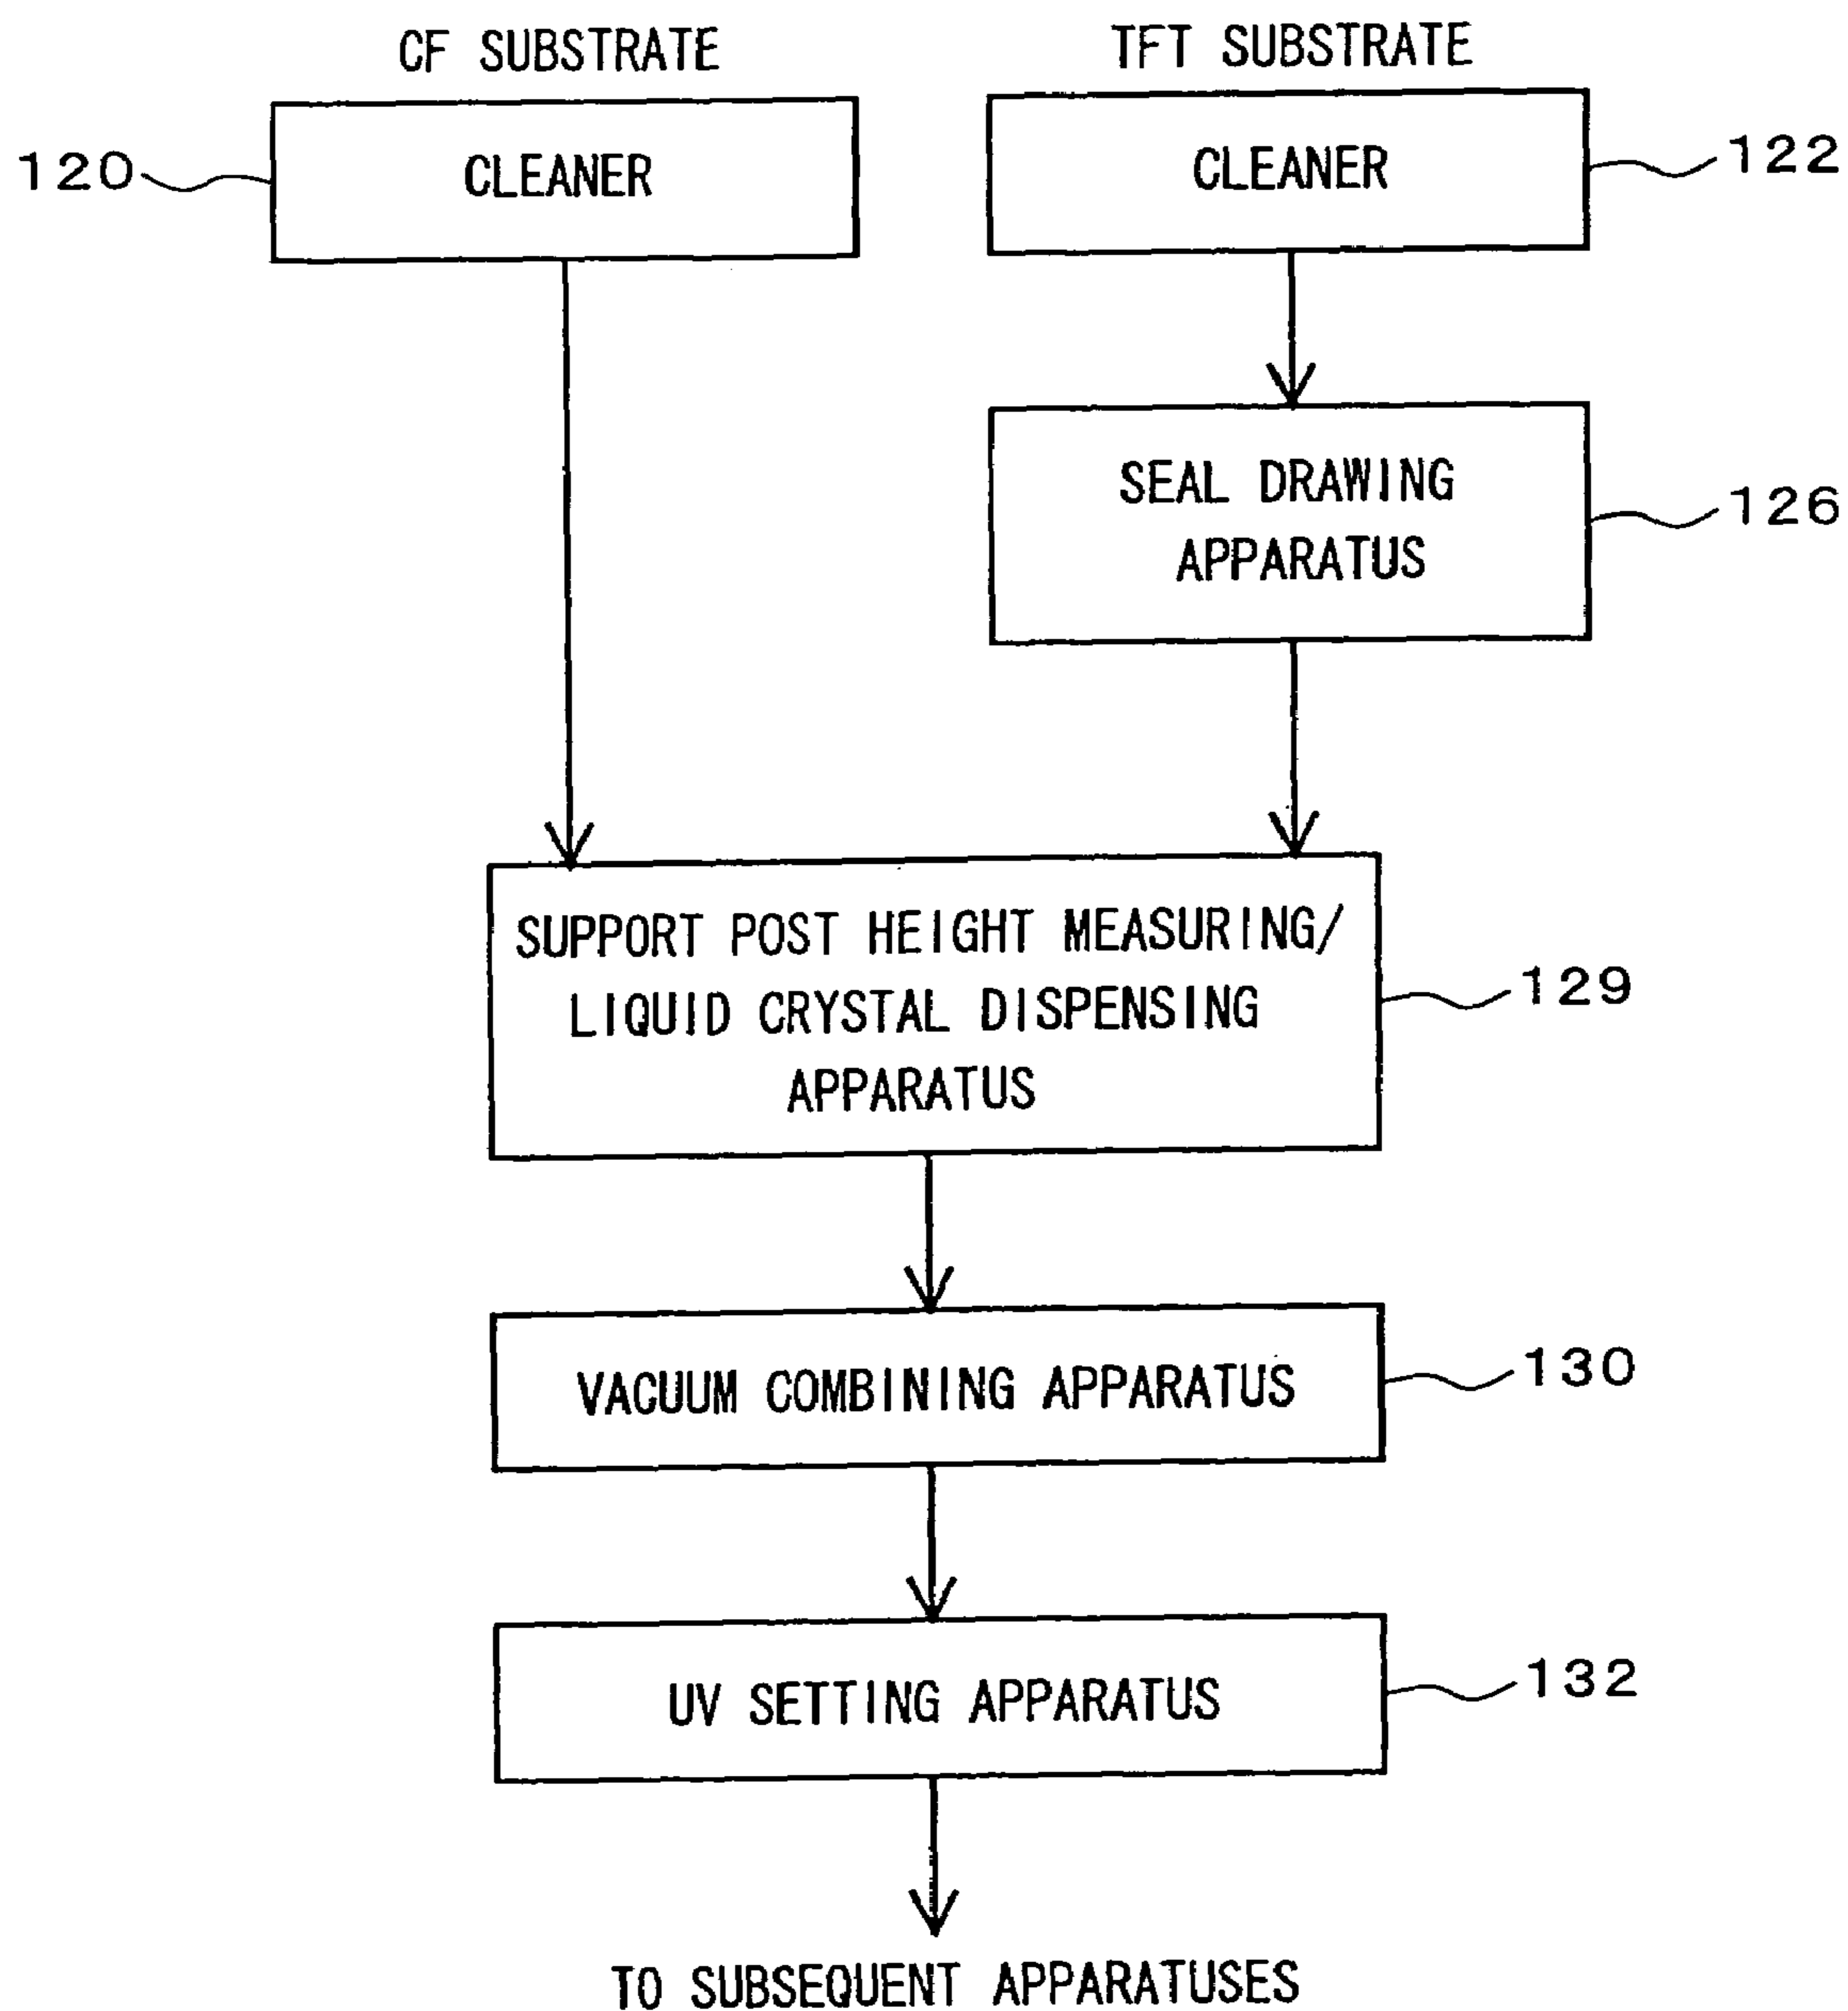 CF SUBSTRATE
TFT SUBSTRATE
120
CLEANER
CLEANER
122
SEAL DRAWING
APPARATUS
126
SUPPORT POST HEIGHT MEASURING/
LIQUID CRYSTAL DISPENSING
APPARATUS
129
VACUUM COMBINING APPARATUS
130
UV SETTING APPARATUS
132
TO SUBSEQUENT APPARATUSES